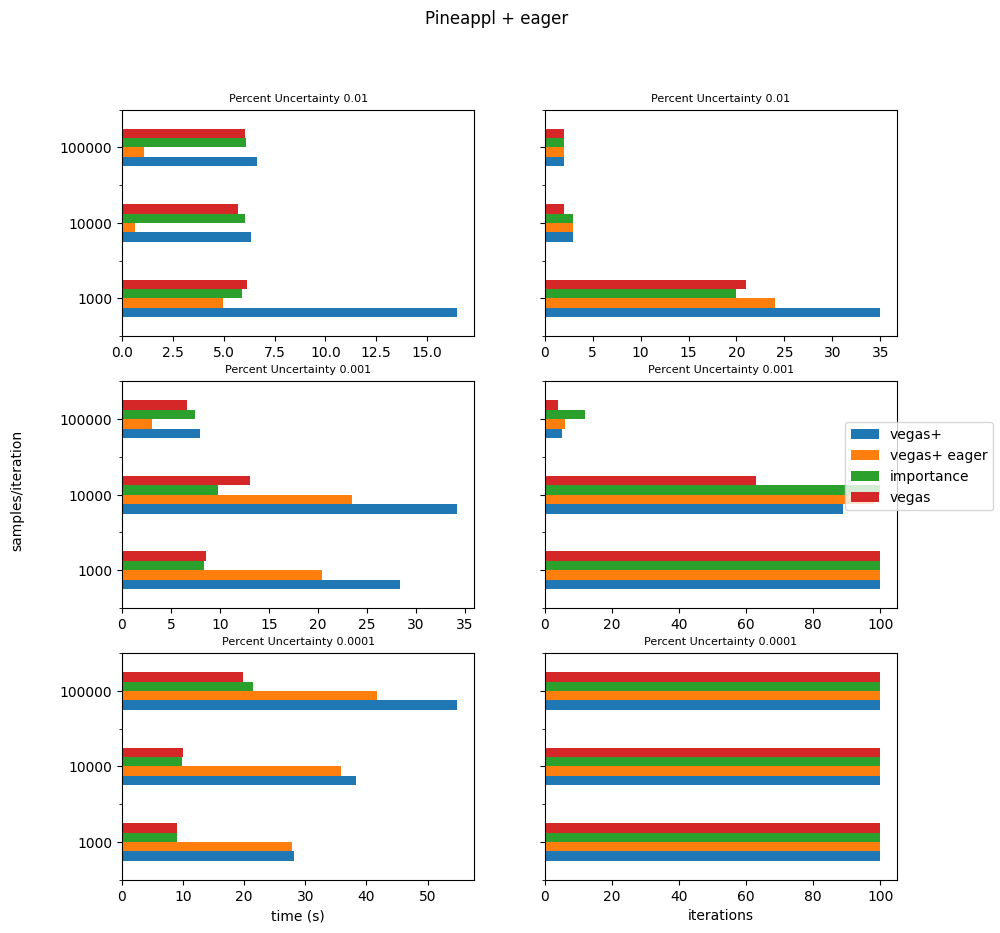 Pineappl + eager
Percent Uncertainty 0.01
Percent Uncertainty 0.01
100000
10000
1000
0.0 2.5 5.0 7.5 10.0 12.5 15.0
0 5 10 15 20 25 30 35
Percent Uncertainty 0.001
Percent Uncertainty 0.001
samples/iteration
100000
10000
1000
0 5 10 15 20 25 30 35
0 20 40 60 80 100
vegas+
vegas+ eager
importance
vegas
Percent Uncertainty 0.0001
Percent Uncertainty 0.0001
100000
10000
1000
0 10 20 30 40 50
0 20 40 60 80 100
time (s)
iterations